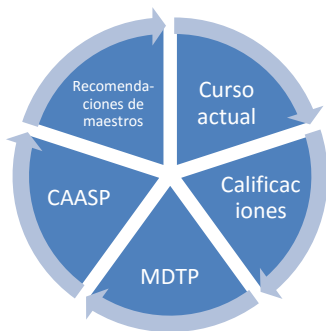 Curso
actual
Calificac
iones
MDTP
CAASP
Recomenda-
ciones de
maestros